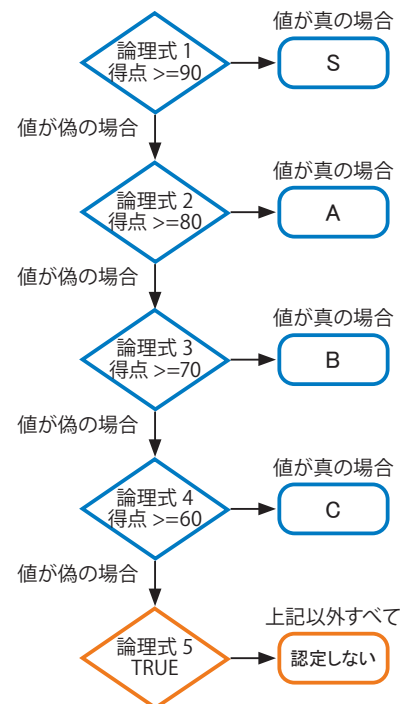 値が真の場合
論理式 1
得点 >=90
S
値が偽の場合
値が真の場合
論理式 2
得点 >=80
A
値が偽の場合
値が真の場合
論理式 3
得点 >=70
B
値が偽の場合
値が真の場合
論理式 4
得点 >=60
C
値が偽の場合
上記以外すべて
論理式 5
TRUE
認定しない